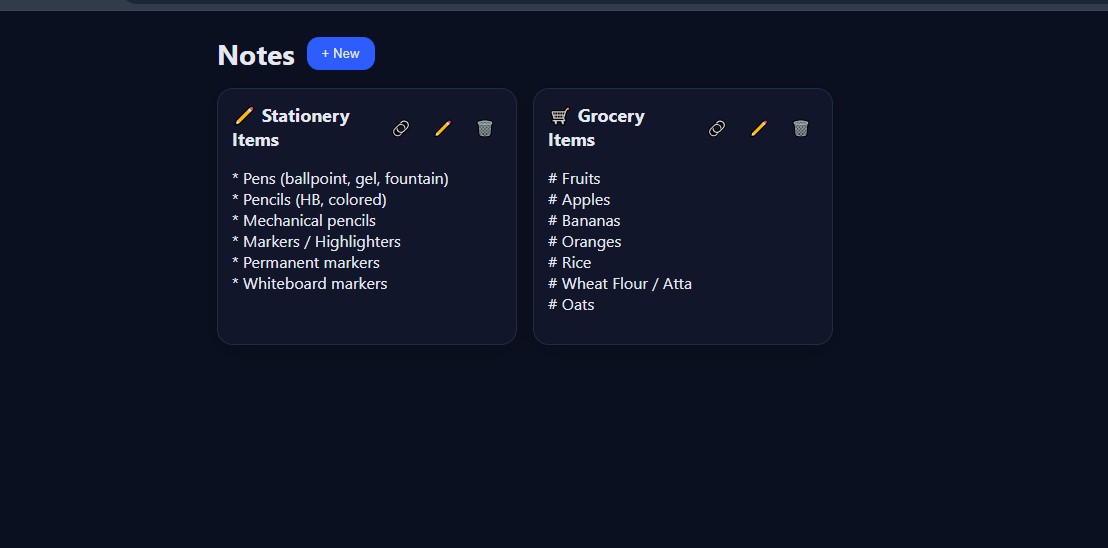 Notes
+ New
✏️ Stationery
Items
* Pens (ballpoint, gel, fountain)
* Pencils (HB, colored)
* Mechanical pencils
* Markers / Highlighters
* Permanent markers
* Whiteboard markers
🛒 Grocery
Items
# Fruits
# Apples
# Bananas
# Oranges
# Rice
# Wheat Flour / Atta
# Oats